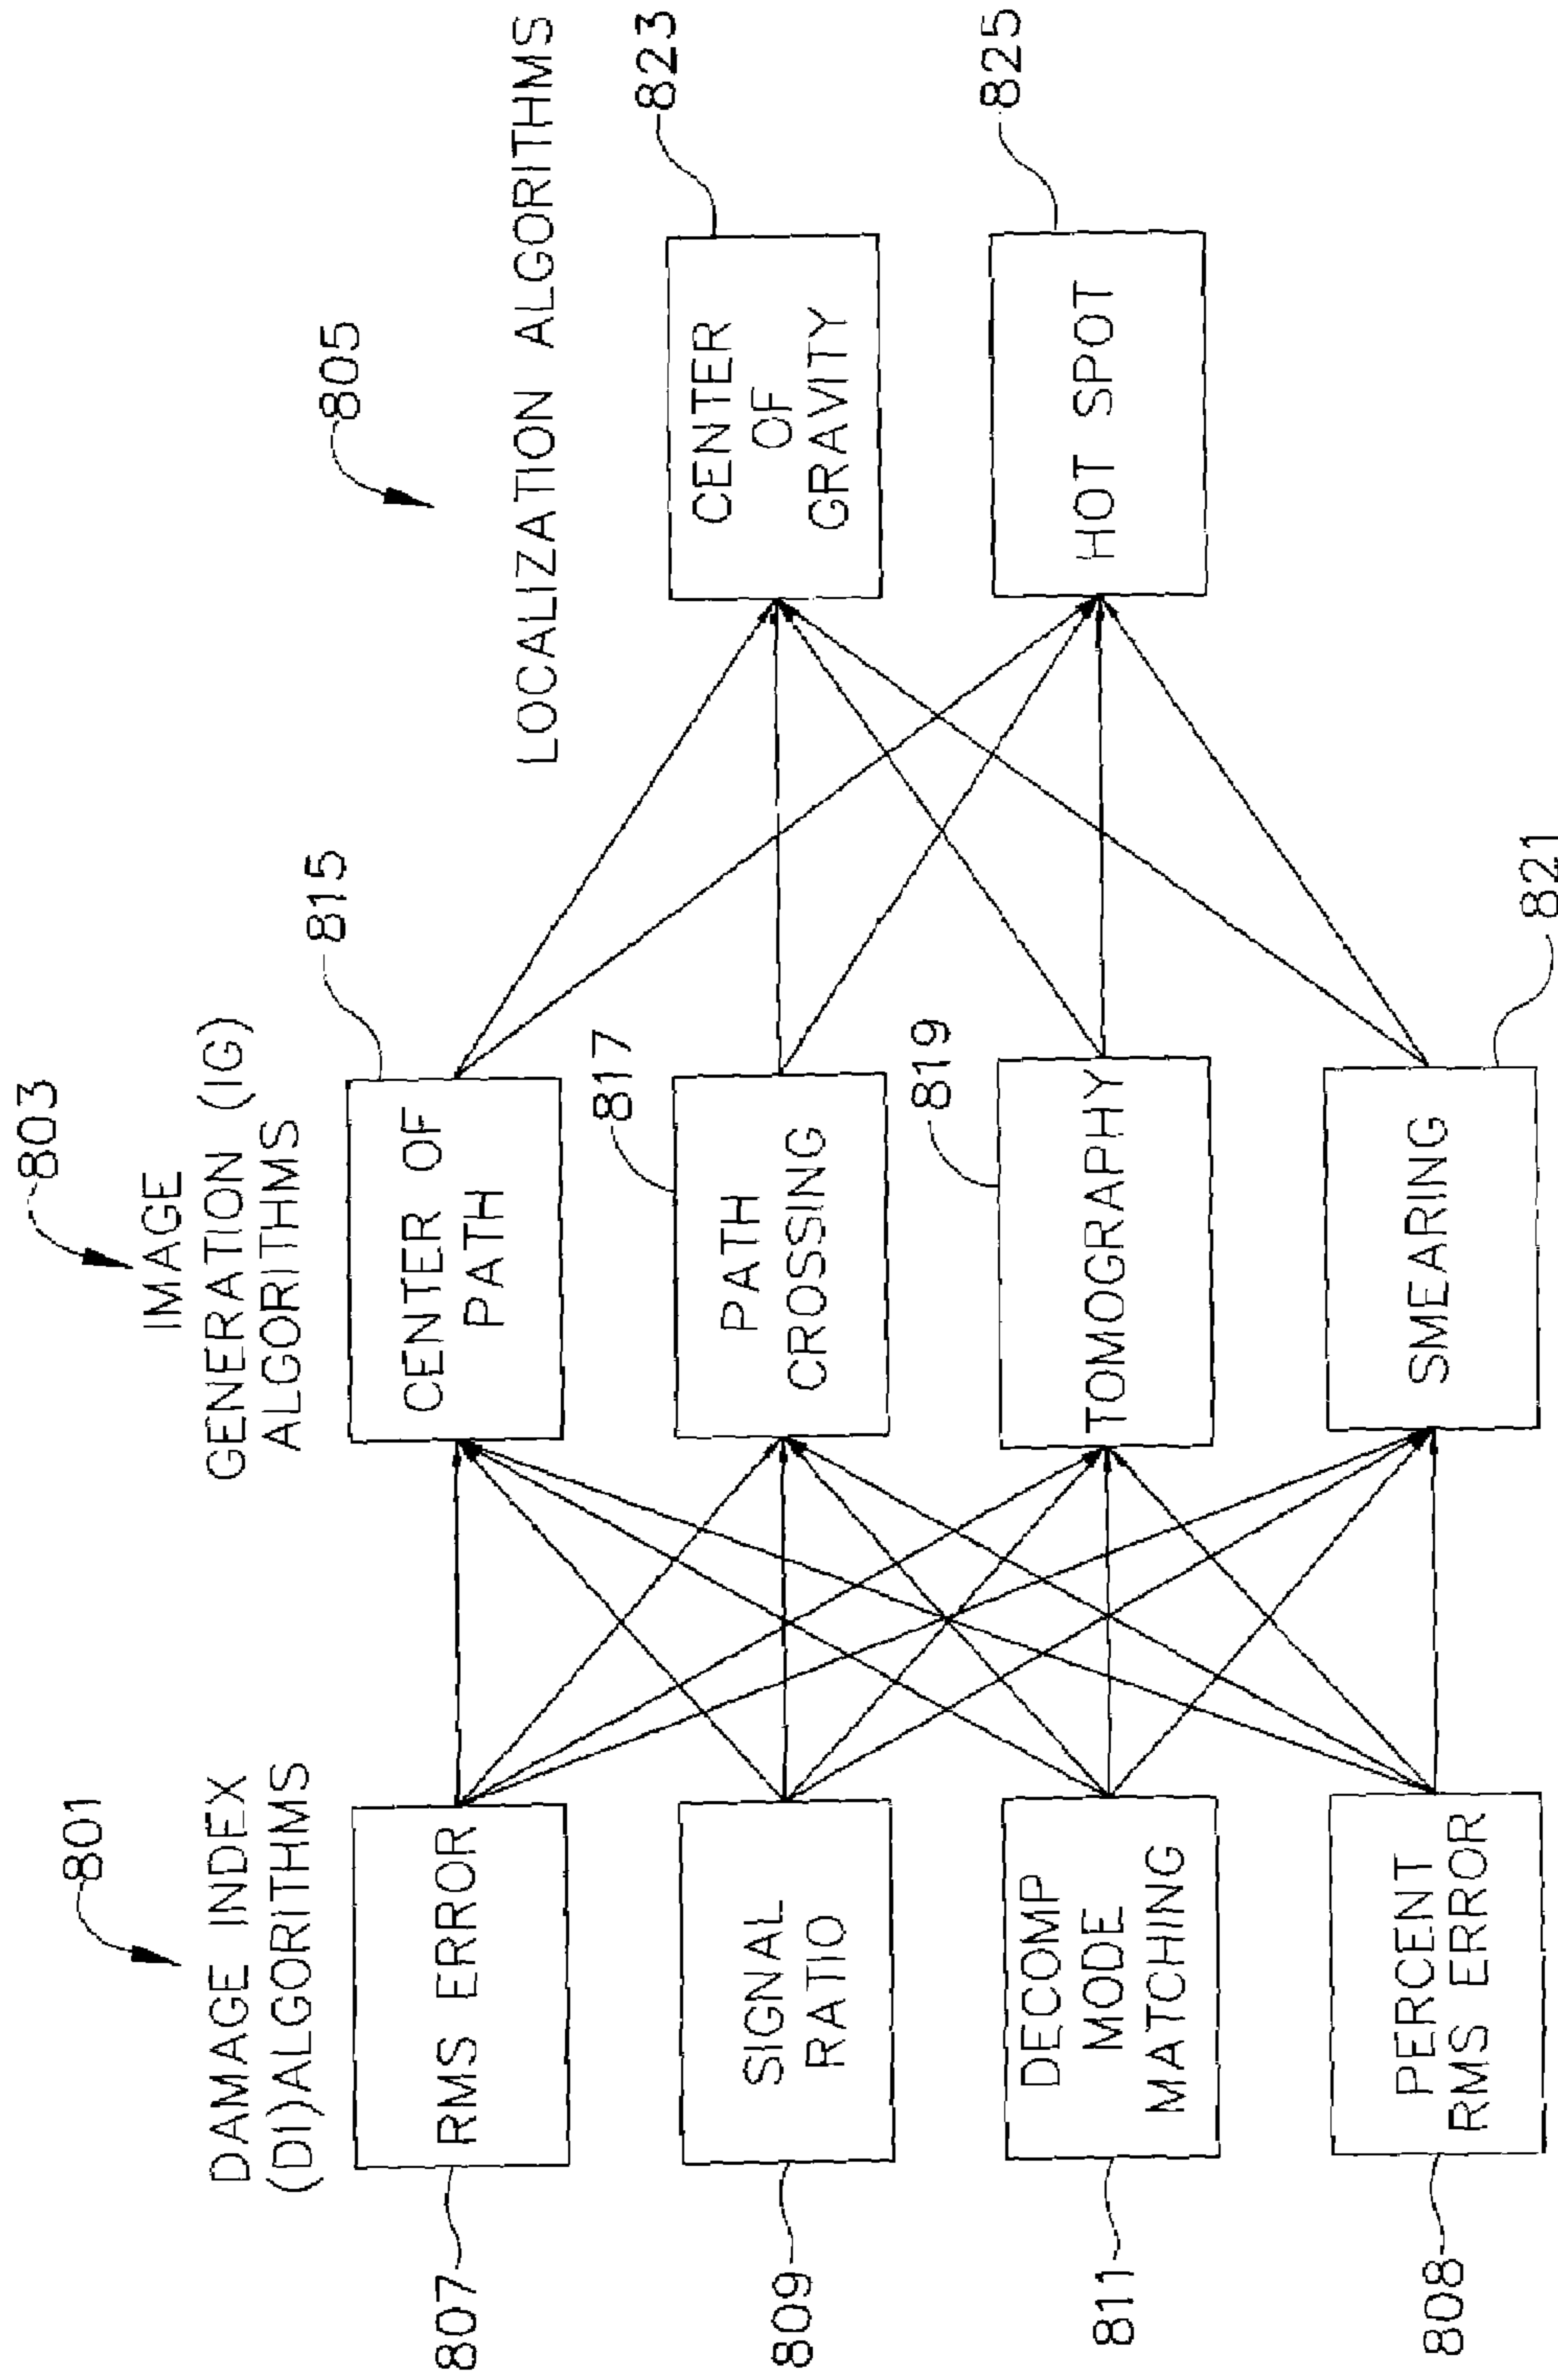 801
DAMAGE INDEX
(DI)ALGORITHMS
807
RMS ERROR
809
SIGNAL
RATIO
811
DECOMP
MODE
MATCHING
808
PERCENT
RMS ERROR
803
IMAGE
GENERATION (IG)
ALGORITHMS
815
CENTER OF
PATH
817
PATH
CROSSING
819
TOMOGRAPHY
821
SMEARING
805
LOCALIZATION ALGORITHMS
823
CENTER
OF
GRAVITY
825
HOT SPOT